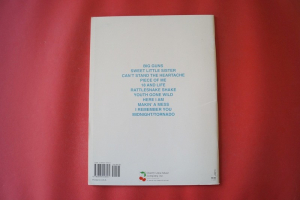 BIG GUNS
SWEET LITTLE SISTER
CAN'T STAND THE HEARTACHE
PIECE OF ME
18 AND LIFE
RATTLESNAKE SHAKE
YOUTH GONE WILD
HERE I AM
MAKIN' A MESS
I REMEMBER YOU
MIDNIGHT/TORNADO